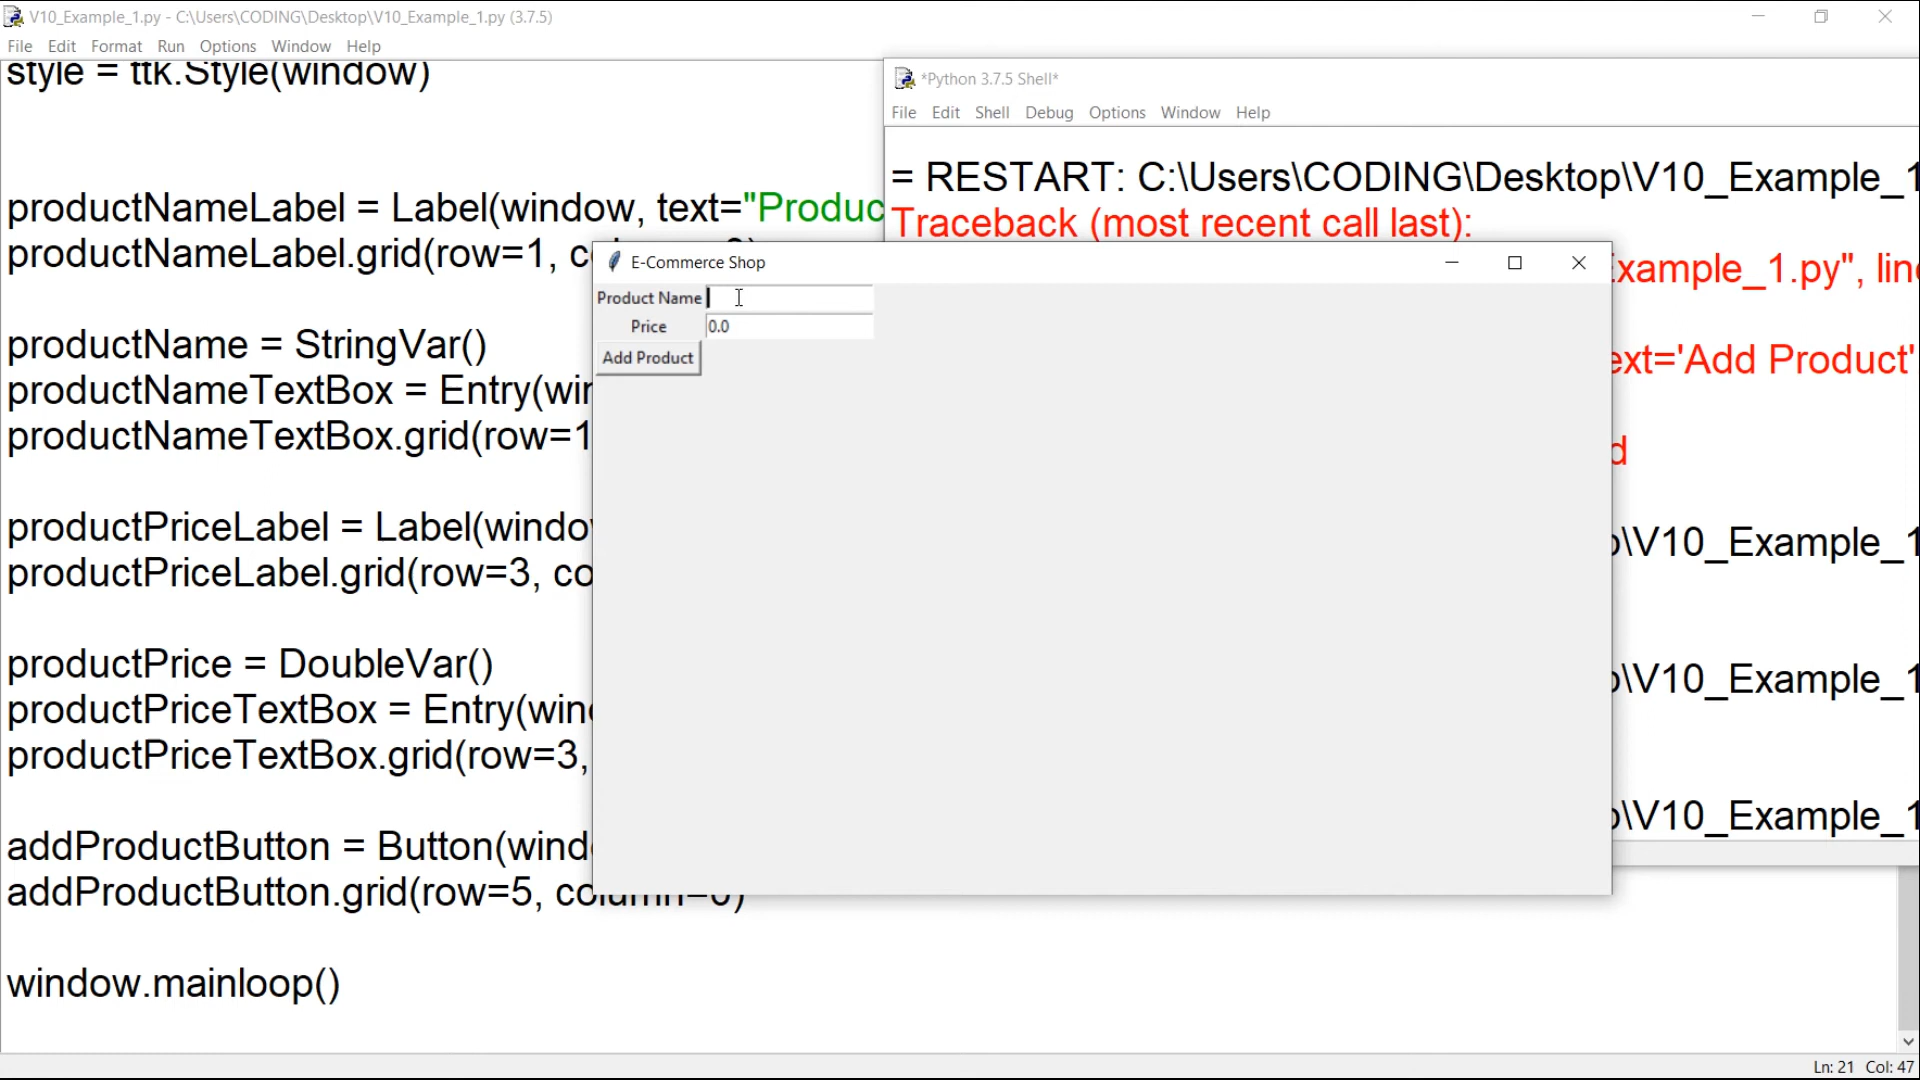 V10_Example_1.py - C:\Users\CODING\Desktop\V10_Example_1.py (3.7.5)
File Edit Format Run Options Window Help
style = ttk.Style(window)
productNameLabel = Label(window, text="Produc
productNameLabel.grid(row=1, c
productName = StringVar()
productNameTextBox = Entry(wi
productNameTextBox.grid(row=1
productPriceLabel = Label(windo
productPriceLabel.grid(row=3, co
productPrice = DoubleVar()
productPriceTextBox = Entry(win
productPriceTextBox.grid(row=3,
addProductButton = Button(wind
addProductButton.grid(row=5, column=0)
window.mainloop()
*Python 3.7.5 Shell*
File Edit Shell Debug Options Window Help
= RESTART: C:\Users\CODING\Desktop\V10_Example_1
Traceback (most recent call last):
xample_1.py", lin
ext='Add Product'
d
\V10_Example_1
\V10_Example_1
\V10_Example_1
E-Commerce Shop
Product Name
Price 0.0
Add Product
Ln: 21 Col: 47